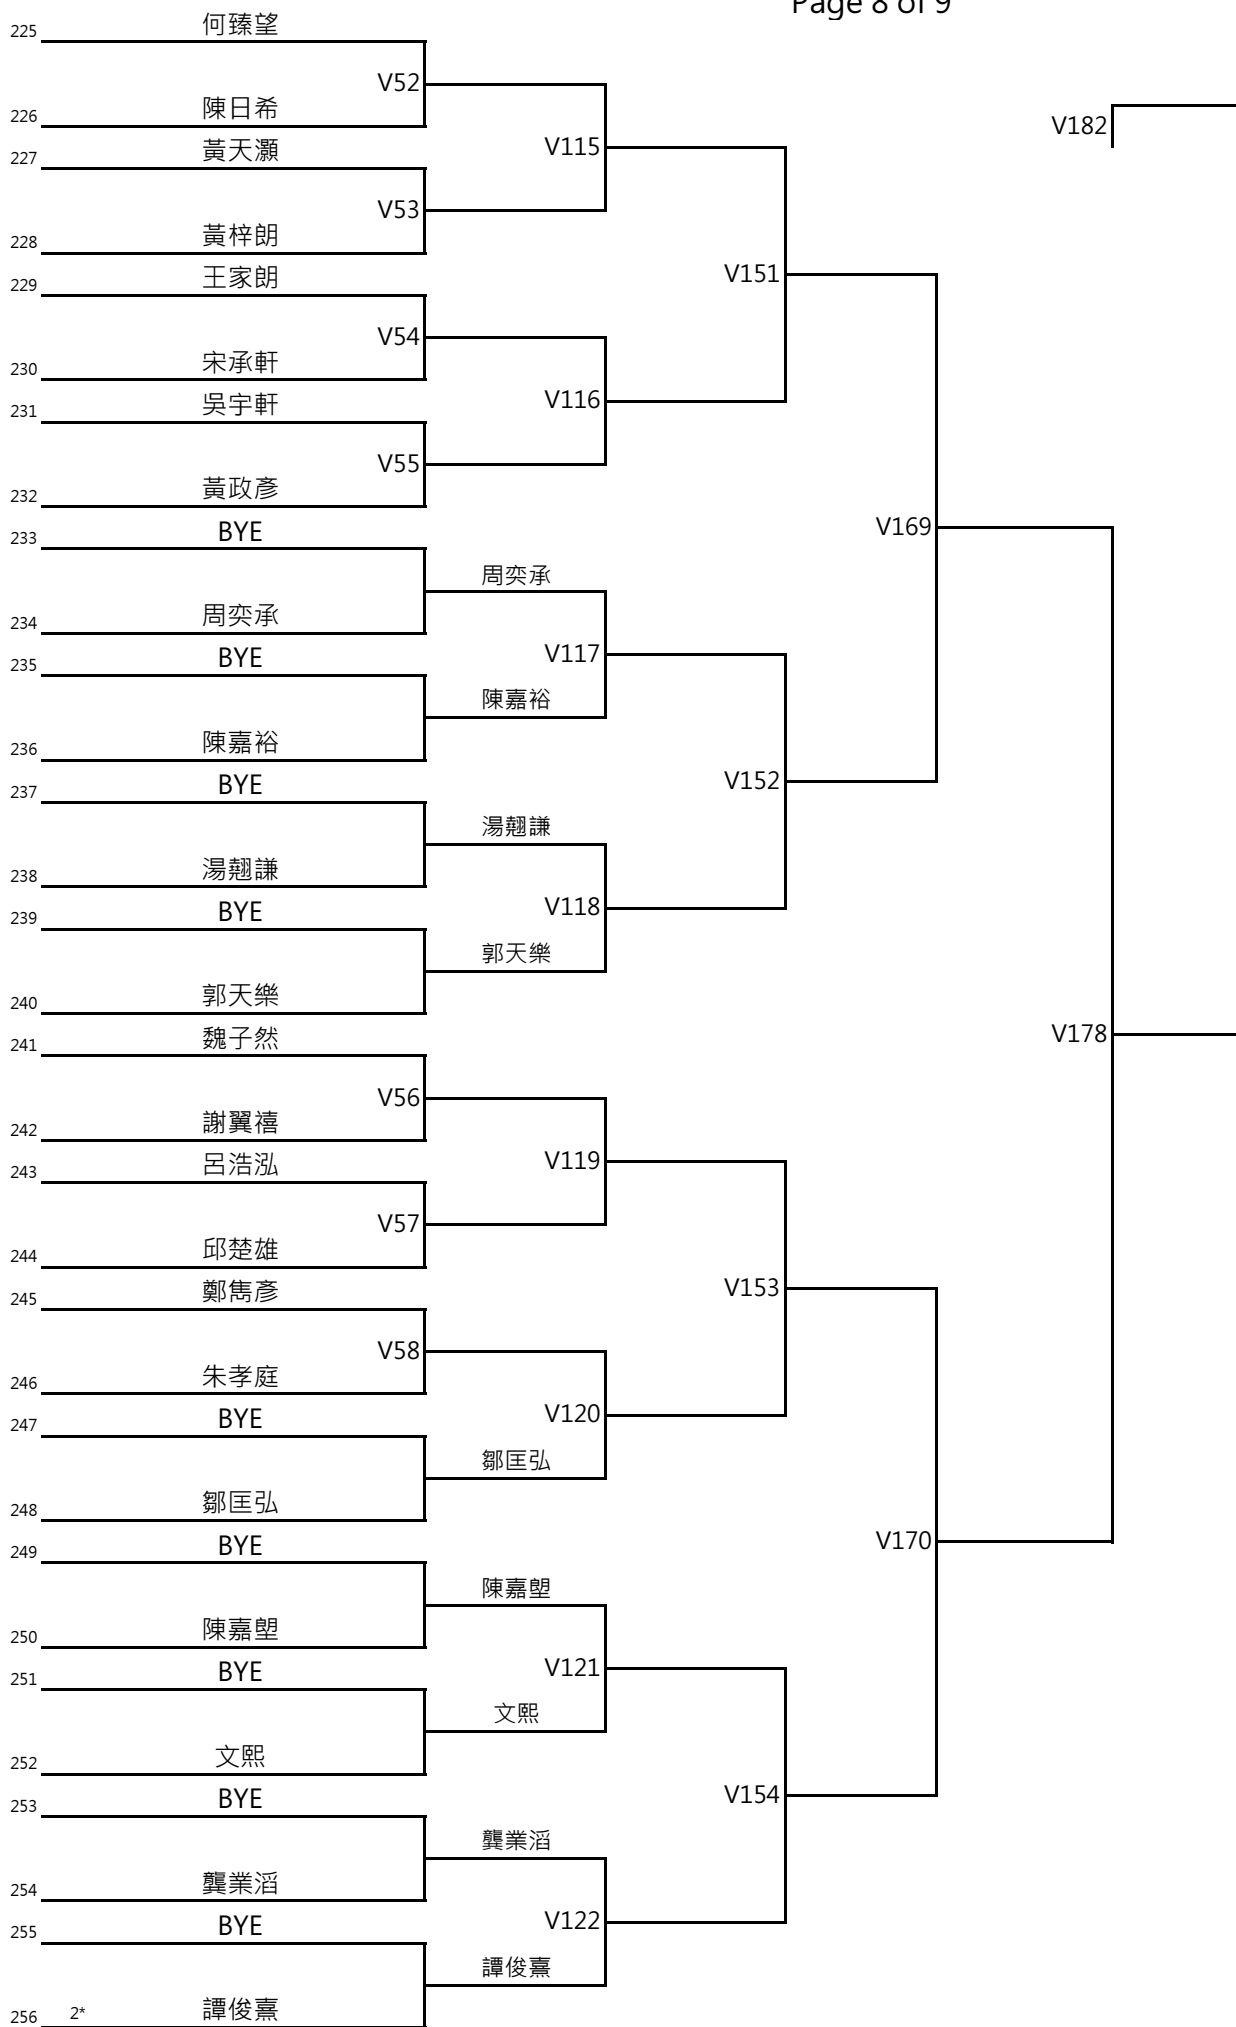 Page 8 of 9
225 何臻望
V52
226 陳日希
V182
227 黃天灝
V115
V53
228 黃梓朗
229 王家朗
V151
V54
230 宋承軒
231 吳宇軒
V116
V55
232 黃政彥
233 BYE
V169
周奕承
234 周奕承
235 BYE
V117
陳嘉裕
236 陳嘉裕
237 BYE
V152
湯翹謙
238 湯翹謙
239 BYE
V118
郭天樂
240 郭天樂
241 魏子然
V178
V56
242 謝翼禧
243 呂浩泓
V119
V57
244 邱楚雄
245 鄭雋彥
V153
V58
246 朱孝庭
247 BYE
V120
鄒匡弘
248 鄒匡弘
249 BYE
V170
陳嘉塱
250 陳嘉塱
251 BYE
V121
文熙
252 文熙
253 BYE
V154
龔業滔
254 龔業滔
255 BYE
V122
譚俊熹
256 2* 譚俊熹